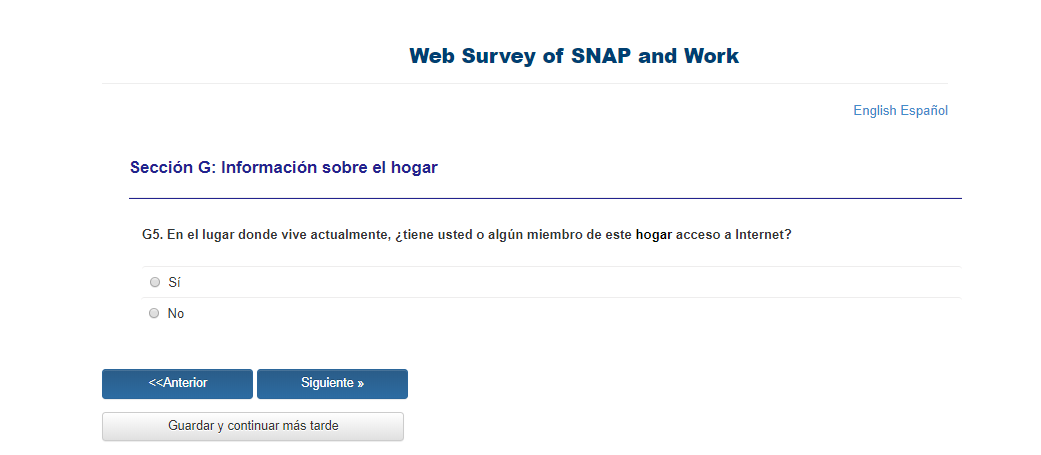 Web Survey of SNAP and Work
English Español
Sección G: Información sobre el hogar
G5. En el lugar donde vive actualmente, ¿tiene usted o algún miembro de este hogar acceso a Internet?
Sí
No
<<Anterior
Siguiente »
Guardar y continuar más tarde